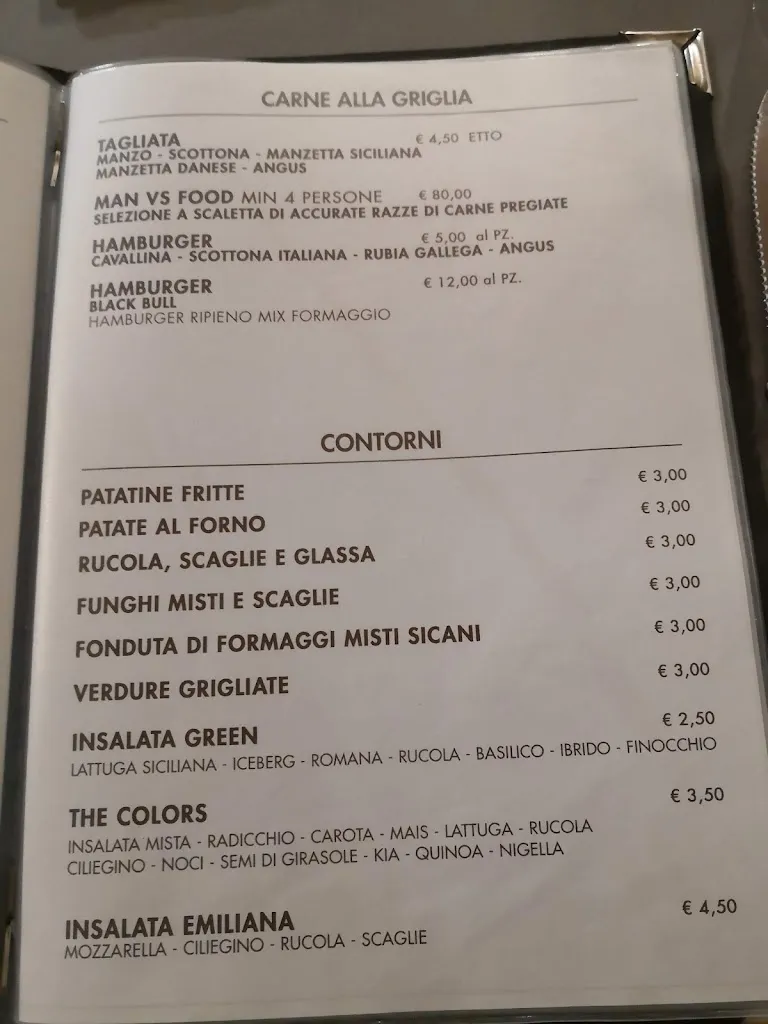 CARNE ALLA GRIGLIA
TAGLIATA € 4,50 ETTO
MANZO - SCOTTONA - MANZETTA SICILIANA
MANZETTA DANESE - ANGUS
MAN VS FOOD MIN 4 PERSONE € 80,00
SELEZIONE A SCALETTA DI ACCURATE RAZZE DI CARNE PREGIATE
HAMBURGER € 5,00 al PZ.
CAVALLINA - SCOTTONA ITALIANA - RUBIA GALLEGA - ANGUS
HAMBURGER € 12,00 al PZ.
BLACK BULL
HAMBURGER RIPIENO MIX FORMAGGIO
CONTORNI
PATATINE FRITTE € 3,00
PATATE AL FORNO € 3,00
RUCOLA, SCAGLIE E GLASSA € 3,00
FUNGHI MISTI E SCAGLIE € 3,00
FONDUTA DI FORMAGGI MISTI SICANI € 3,00
VERDURE GRIGLIATE € 3,00
INSALATA GREEN € 2,50
LATTUGA SICILIANA - ICEBERG - ROMANA - RUCOLA - BASILICO - IBRIDO - FINOCCHIO
THE COLORS € 3,50
INSALATA MISTA - RADICCHIO - CAROTA - MAIS - LATTUGA - RUCOLA
CILIEGINO - NOCI - SEMI DI GIRASOLE - KIA - QUINOA - NIGELLA
INSALATA EMILIANA € 4,50
MOZZARELLA - CILIEGINO - RUCOLA - SCAGLIE